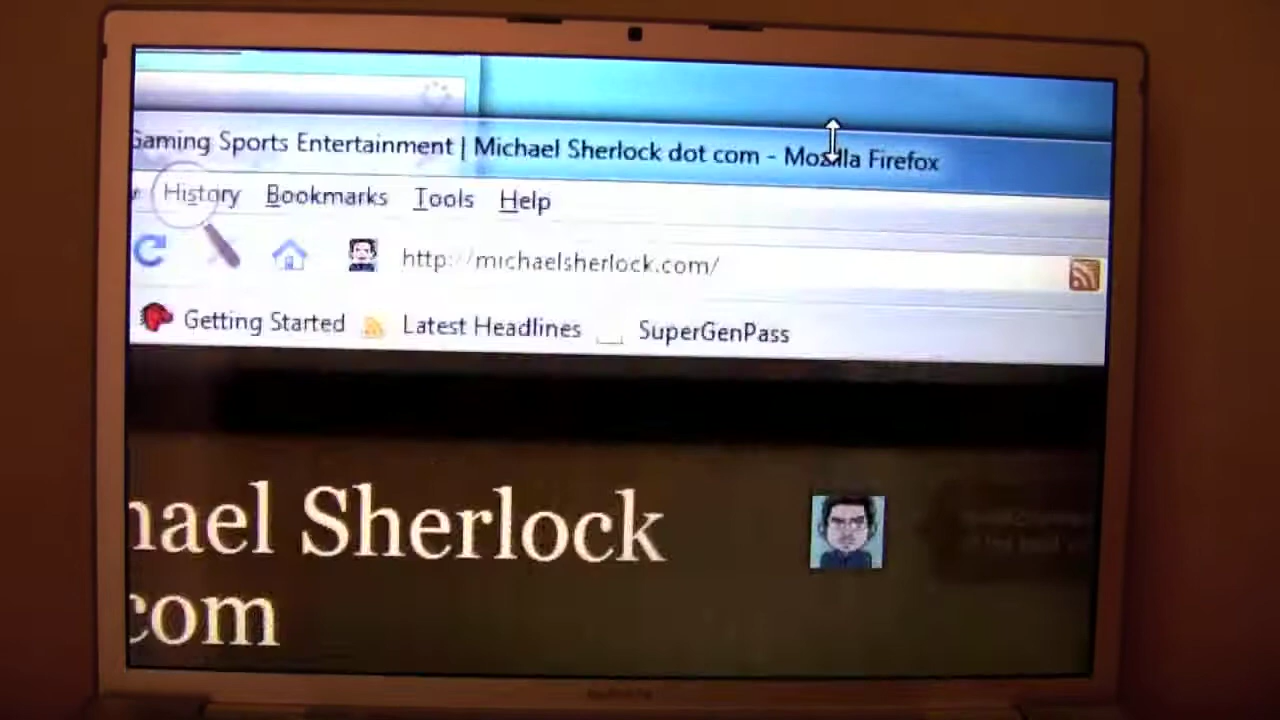 Gaming Sports Entertainment | Michael Sherlock dot com - Mozilla Firefox
History Bookmarks Tools Help
http://michaelsherlock.com/
Getting Started Latest Headlines SuperGenPass
hael Sherlock
com